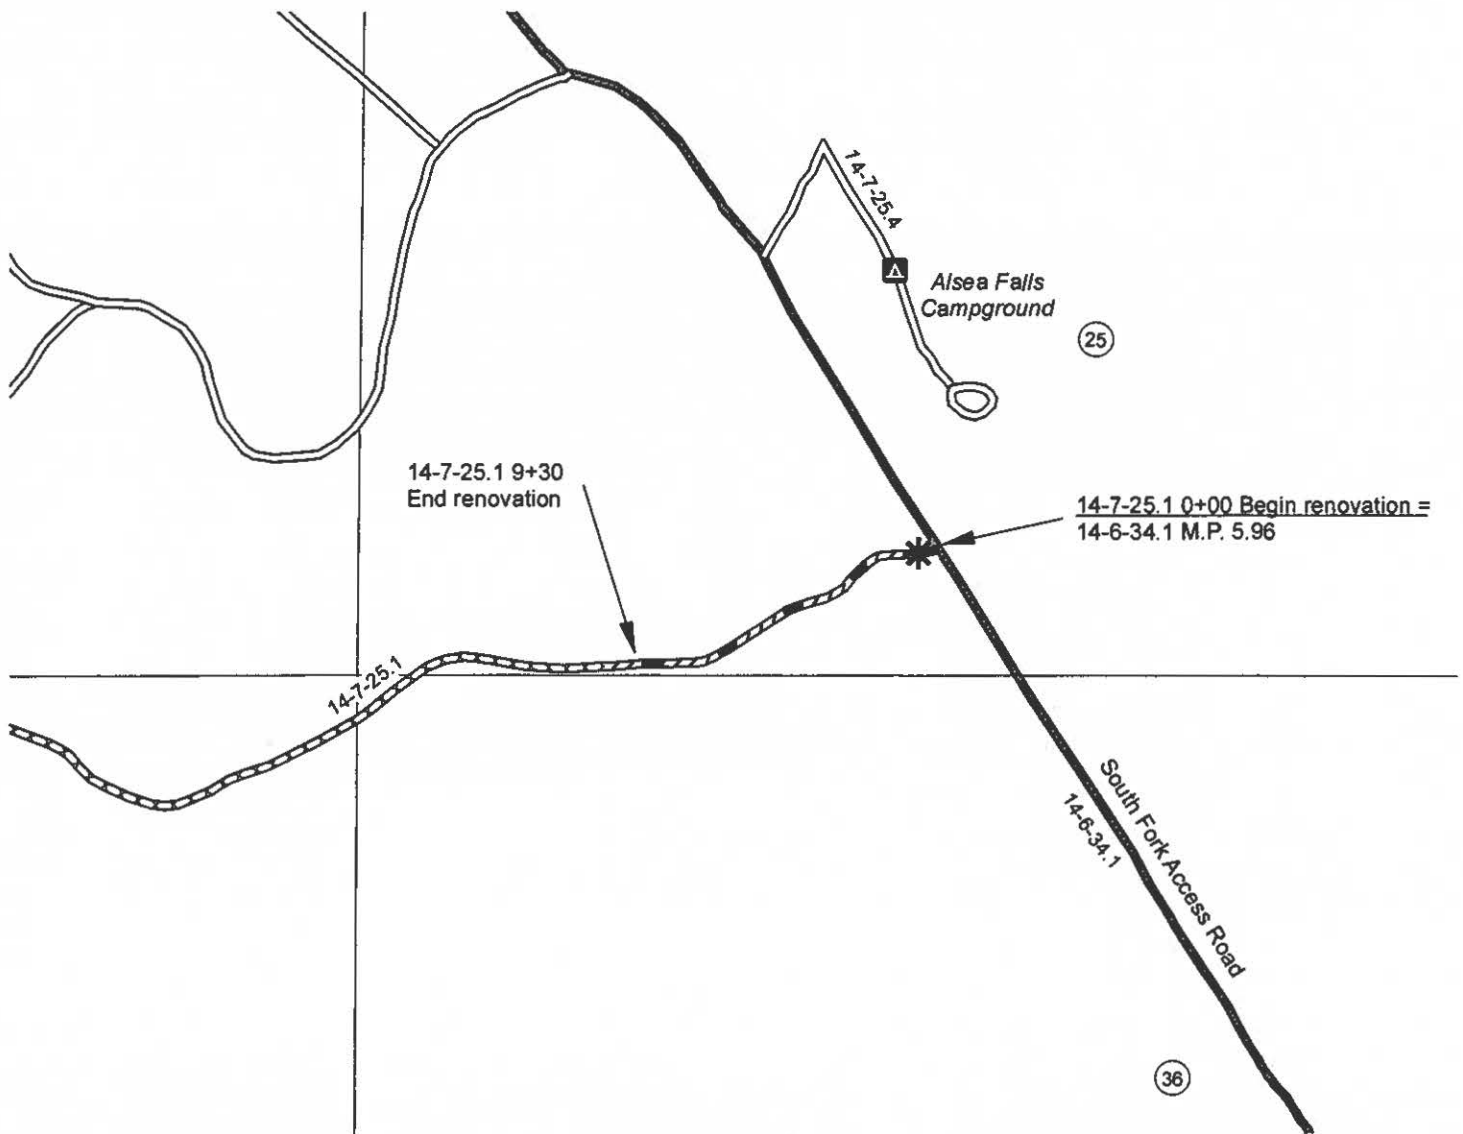 14-7-25.4
Alsea Falls
Campground
25
14-7-25.1 9+30
End renovation
14-7-25.1 0+00 Begin renovation =
14-6-34.1 M.P. 5.96
14-7-25.1
South Fork Access Road
14-6-34.1
36